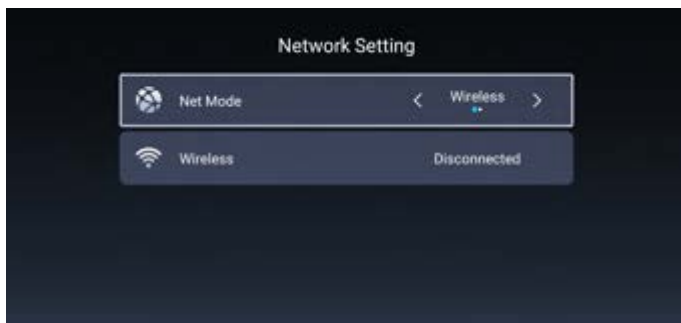 Network Setting
Net Mode < Wireless >
Wireless Disconnected